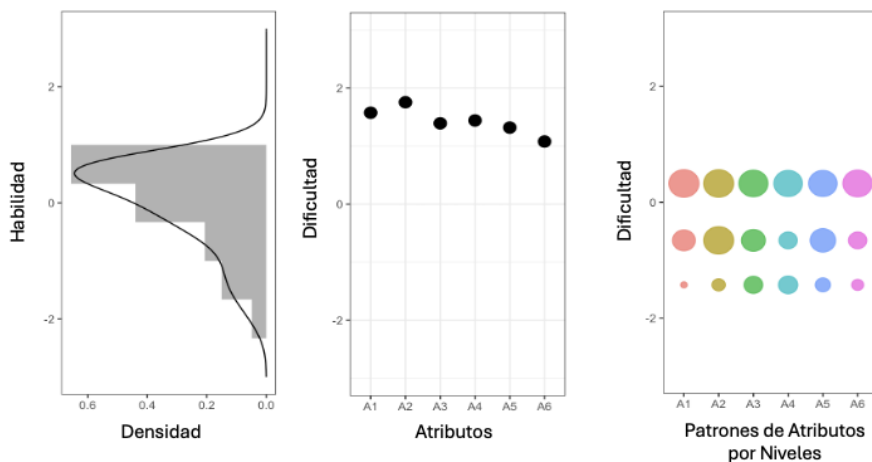 Habilidad
2
0
-2
0.6 0.4 0.2 0.0
Densidad
Dificultad
2
0
-2
A1 A2 A3 A4 A5 A6
Atributos
Dificultad
2
0
-2
A1 A2 A3 A4 A5 A6
Patrones de Atributos
por Niveles